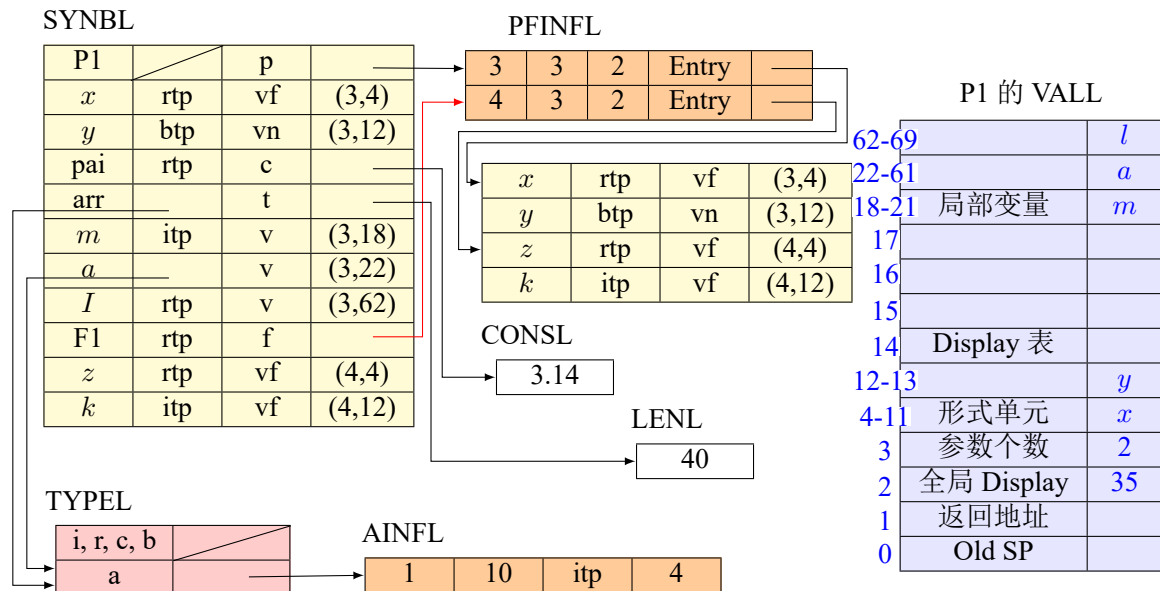 SYNBL
P1 p
x rtp vf (3,4)
y btp vn (3,12)
pai rtp c
arr t
m itp v (3,18)
a v (3,22)
I rtp v (3,62)
F1 rtp f
z rtp vf (4,4)
k itp vf (4,12)
PFINFL
3 3 2 Entry
4 3 2 Entry
x rtp vf (3,4)
y btp vn (3,12)
z rtp vf (4,4)
k itp vf (4,12)
CONSL
3.14
LENL
40
TYPEL
i, r, c, b
a
AINFL
1 10 itp 4
P1 的 VALL
62-69 l
22-61 a
18-21 局部变量 m
17
16
15
14 Display 表
12-13 y
4-11 形式单元 x
3 参数个数 2
2 全局 Display 35
1 返回地址
0 Old SP